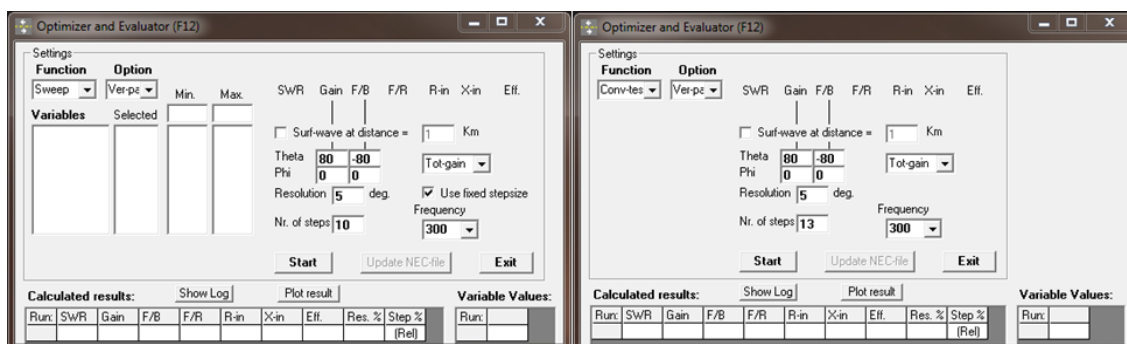 Optimizer and Evaluator (F12)
Settings
Function Option
Sweep Ver-pa Min. Max. SWR Gain F/B F/R R-in X-in Eff.
Variables Selected
Surf-wave at distance = 1 Km
Theta 80 -80
Phi 0 0
Tot-gain
Resolution 5 deg. Use fixed stepsize
Nr. of steps 10
Frequency
300
Start Update NEC-file Exit
Calculated results: Show Log Plot result Variable Values:
Run: SWR Gain F/B F/R R-in X-in Eff. Res. % Step % Run:
(Rel)
Optimizer and Evaluator (F12)
Settings
Function Option
Conv-tes Ver-pa SWR Gain F/B F/R R-in X-in Eff.
Surf-wave at distance = 1 Km
Theta 80 -80
Phi 0 0
Tot-gain
Resolution 5 deg.
Nr. of steps 13
Frequency
300
Start Update NEC-file Exit
Calculated results: Show Log Plot result Variable Values:
Run: SWR Gain F/B F/R R-in X-in Eff. Res. % Step % Run:
(Rel)